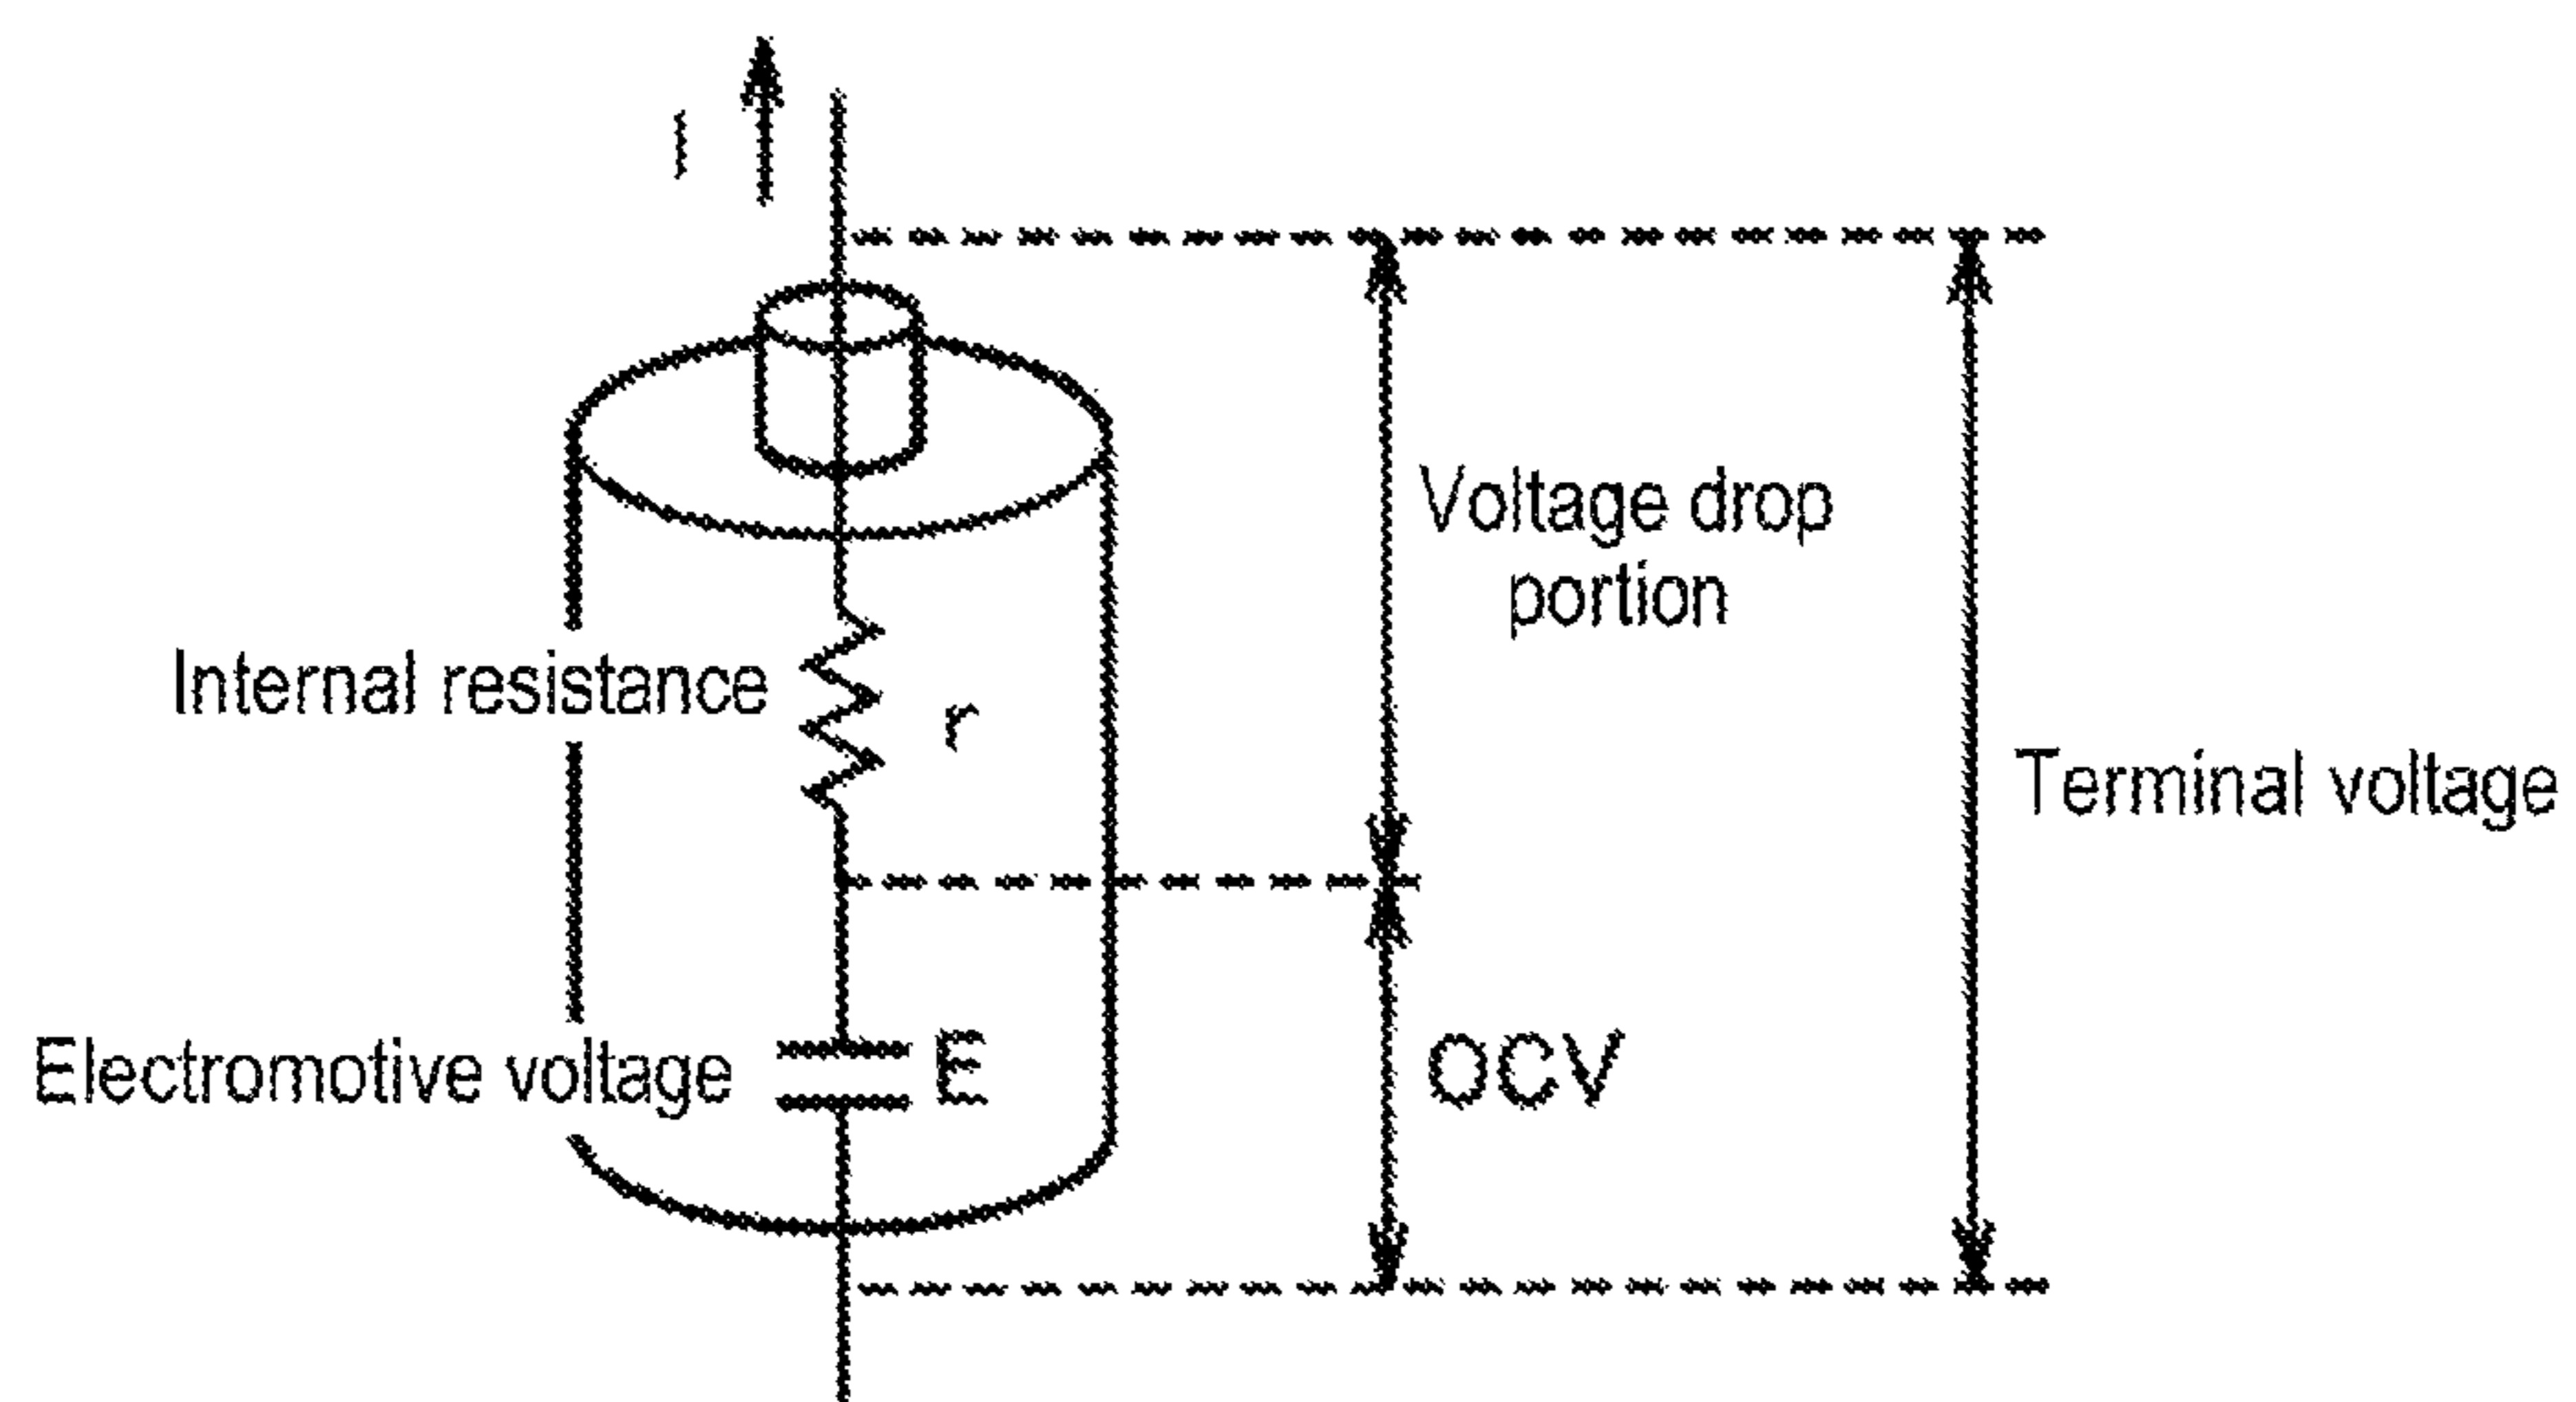 I
Voltage drop
portion
Internal resistance
r
Terminal voltage
Electromotive voltage
E
OCV